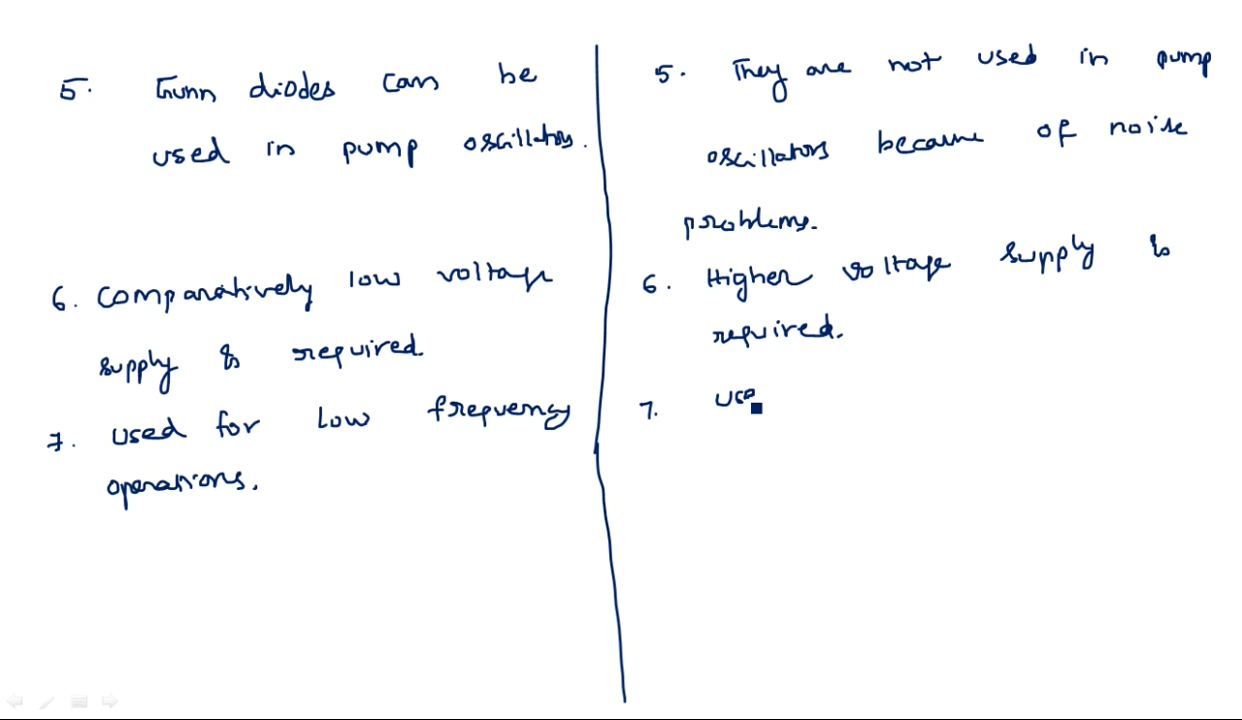 5. Gunn diodes can be
used in pump oscillators.
6. comparatively low voltage
supply is required.
7. used for low frequency
operations.
5. They are not used in pump
oscillators because of noise
problems.
6. Higher voltage supply is
required.
7. use